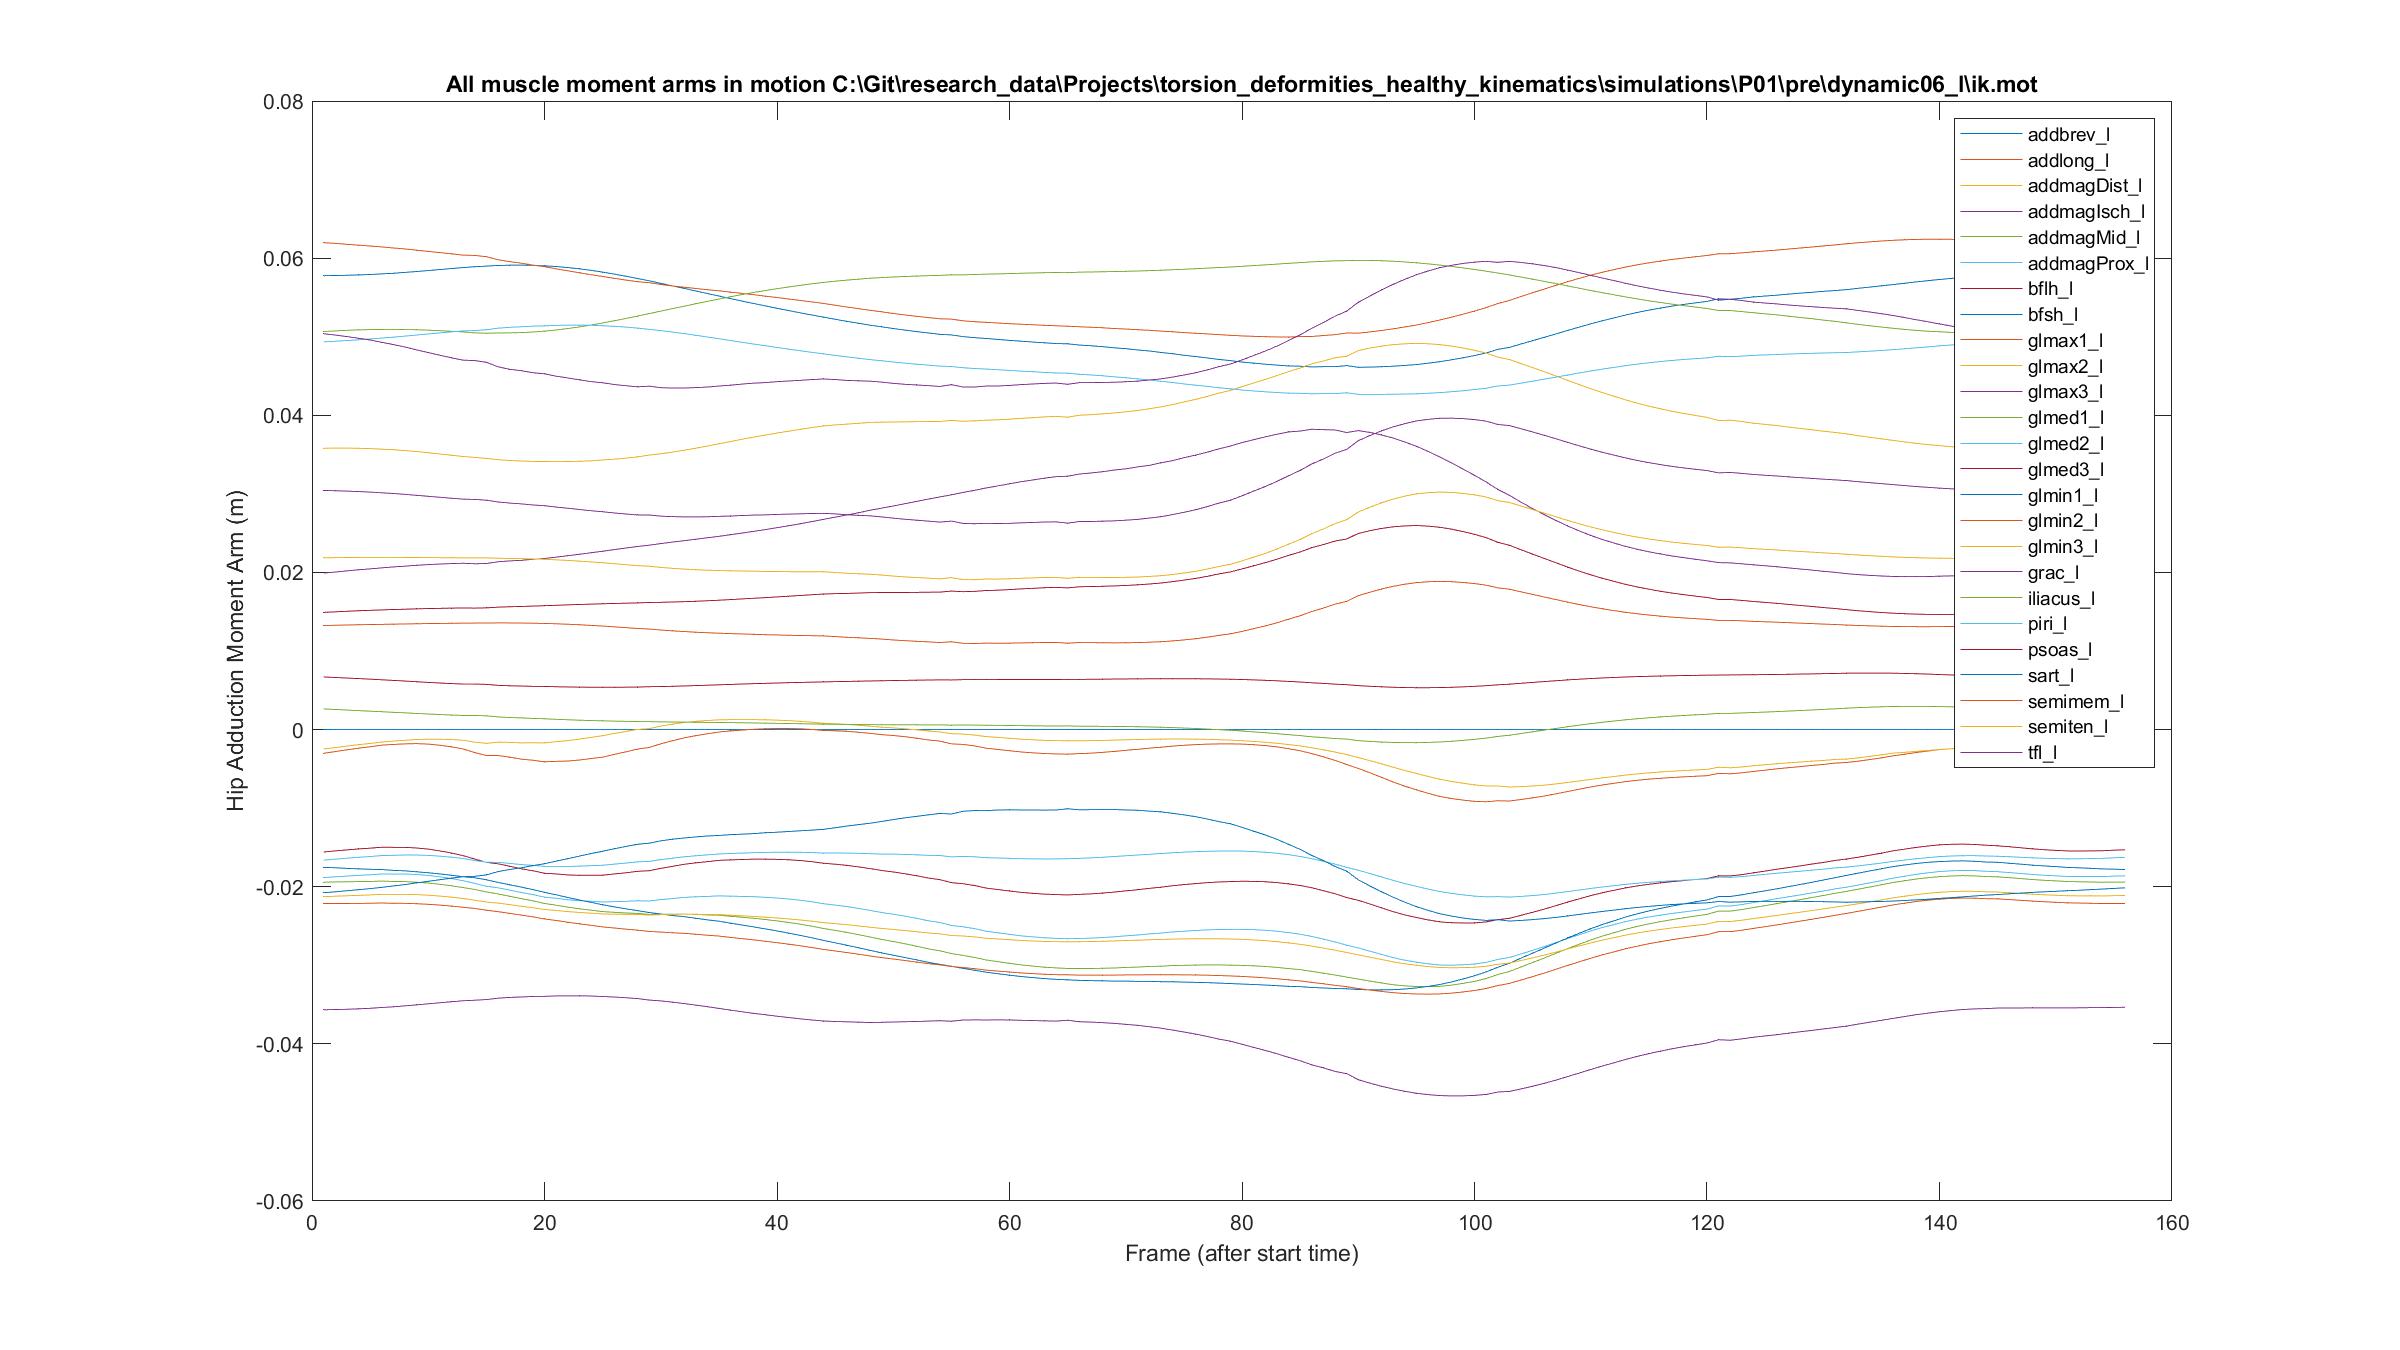 All muscle moment arms in motion C:\Git\research_data\Projects\torsion_deformities_healthy_kinematics\simulations\P01\pre\dynamic06_l\ik.mot
0.08
0.06
0.04
0.02
0
-0.02
-0.04
-0.06
Hip Adduction Moment Arm (m)
addbrev_l
addlong_l
addmagDist_l
addmagIsch_l
addmagMid_l
addmagProx_l
bflh_l
bfsh_l
glmax1_l
glmax2_l
glmax3_l
glmed1_l
glmed2_l
glmed3_l
glmin1_l
glmin2_l
glmin3_l
grac_l
iliacus_l
piri_l
psoas_l
sart_l
semimem_l
semiten_l
tfl_l
0 20 40 60 80 100 120 140 160
Frame (after start time)